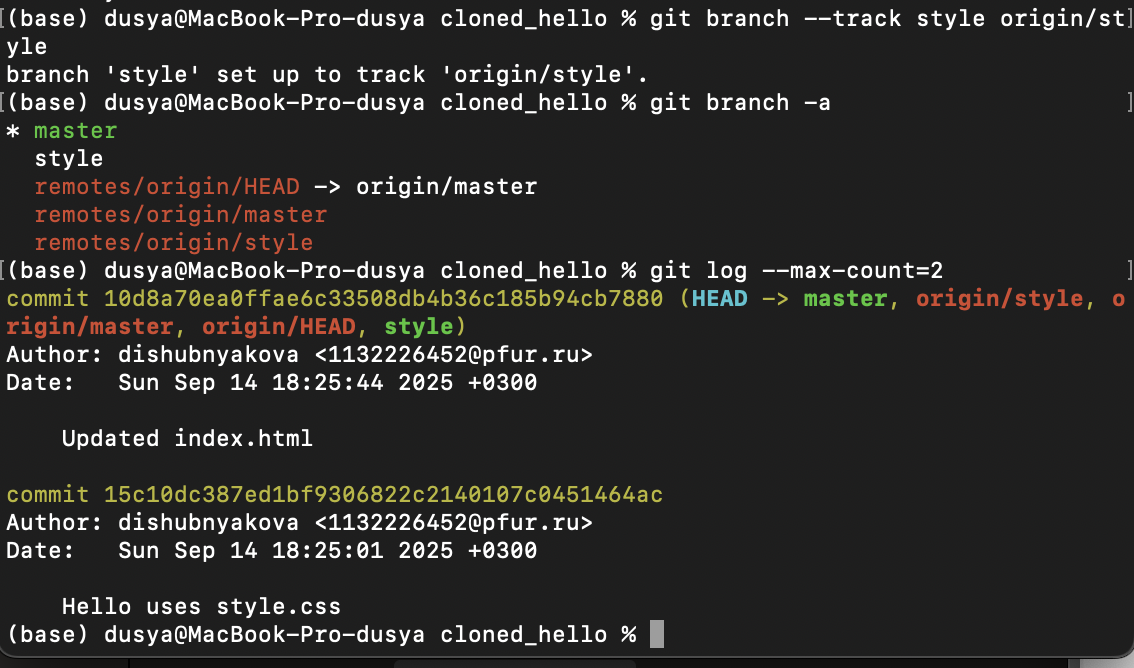 [(base) dusya@MacBook-Pro-dusya cloned_hello % git branch --track style origin/st]
yle
branch 'style' set up to track 'origin/style'.
[(base) dusya@MacBook-Pro-dusya cloned_hello % git branch -a ]
* master
  style
  remotes/origin/HEAD -> origin/master
  remotes/origin/master
  remotes/origin/style
[(base) dusya@MacBook-Pro-dusya cloned_hello % git log --max-count=2 ]
commit 10d8a70ea0ffae6c33508db4b36c185b94cb7880 (HEAD -> master, origin/style, o
rigin/master, origin/HEAD, style)
Author: dishubnyakova <1132226452@pfur.ru>
Date:   Sun Sep 14 18:25:44 2025 +0300
    Updated index.html
commit 15c10dc387ed1bf9306822c2140107c0451464ac
Author: dishubnyakova <1132226452@pfur.ru>
Date:   Sun Sep 14 18:25:01 2025 +0300
    Hello uses style.css
(base) dusya@MacBook-Pro-dusya cloned_hello %